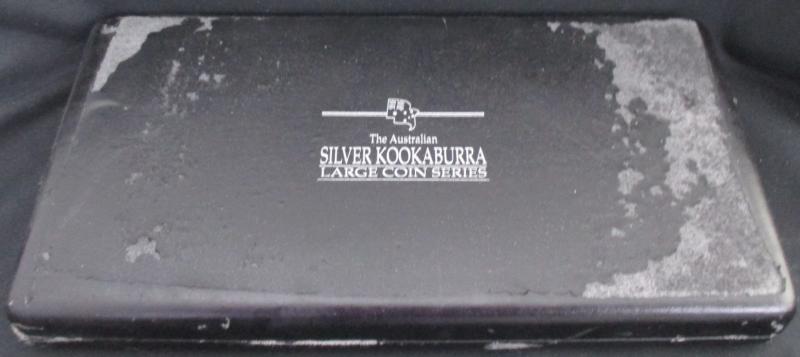 The Australian
SILVER KOOKABURRA
LARGE COIN SERIES